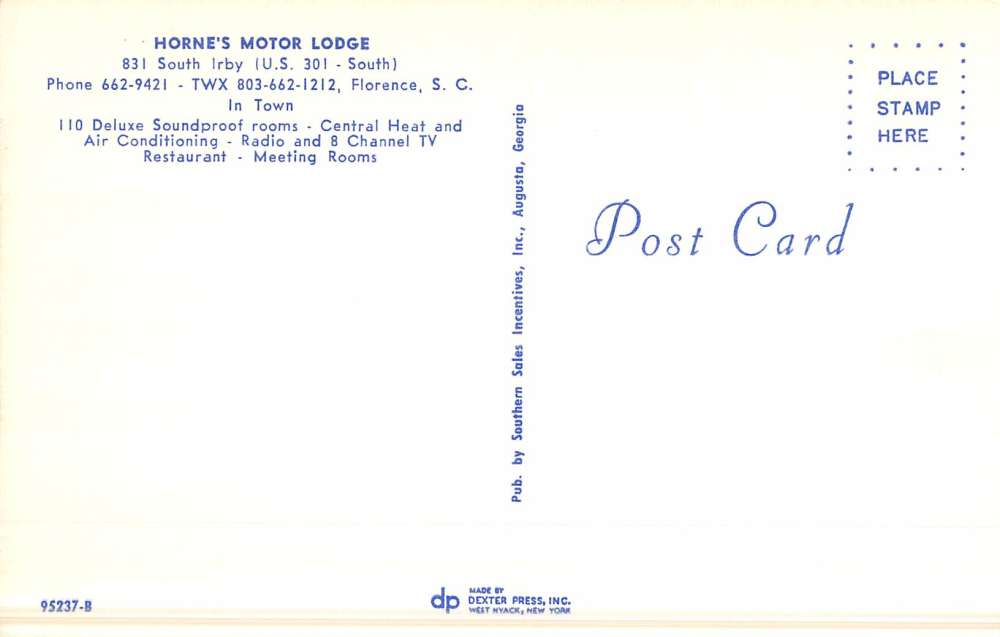 HORNE'S MOTOR LODGE
831 South Irby (U.S. 301 - South)
Phone 662-9421 - TWX 803-662-1212, Florence, S. C.
In Town
110 Deluxe Soundproof rooms - Central Heat and
Air Conditioning - Radio and 8 Channel TV
Restaurant - Meeting Rooms
Pub. by Southern Sales Incentives, Inc., Augusta, Georgia
PLACE
STAMP
HERE
Post Card
95237-B
dp
MADE BY
DEXTER PRESS, INC.
WEST NYACK, NEW YORK